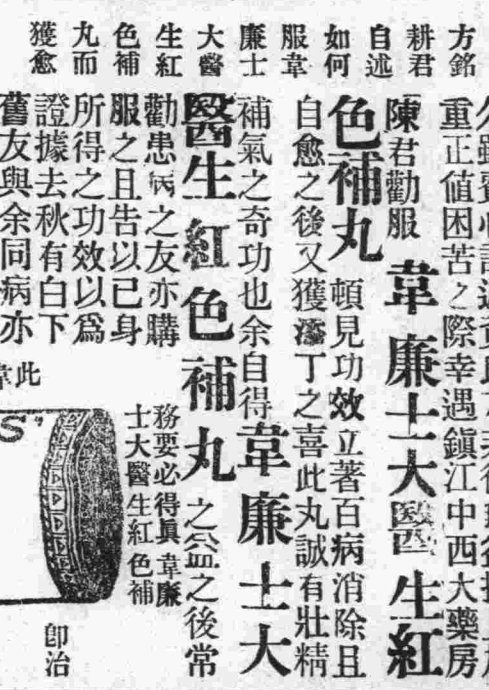 方銘
耕君
自述
如何
服韋
廉士
大醫
生紅
色補
丸而
獲愈
重正值困苦之際幸遇鎮江中西大藥房
陳君勸服韋廉士大醫生紅
色補丸頓見功效立著百病消除且
自愈之後又獲添丁之喜此丸誠有壯精
補氣之奇功也余自得韋廉士大
醫生紅色補丸之益之後常
勸患病之友亦購
服之且告以己身
所得之功效以爲
證據去秋有白下
舊友與余同病亦
務要必得眞韋廉
士大醫生紅色補
此
韋
S"
卽治